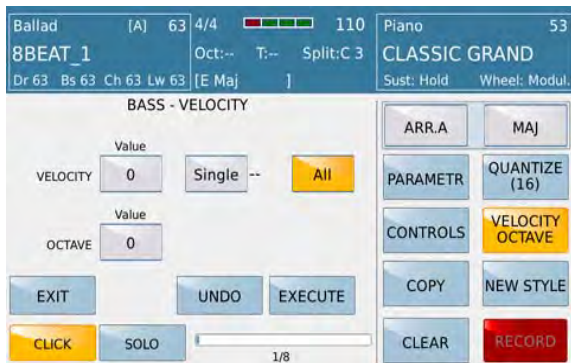 Ballad [A] 63 4/4 110 Piano 53
8BEAT_1 Oct:-- T:-- Split:C 3 CLASSIC GRAND
Dr 63 Bs 63 Ch 63 Lw 63 [E Maj ] Sust: Hold Wheel: Modul.
BASS - VELOCITY
ARR.A MAJ
Value
VELOCITY 0 Single -- All
PARAMETR QUANTIZE
(16)
Value
OCTAVE 0
CONTROLS VELOCITY
OCTAVE
EXIT UNDO EXECUTE
COPY NEW STYLE
CLICK SOLO 1/8
CLEAR RECORD